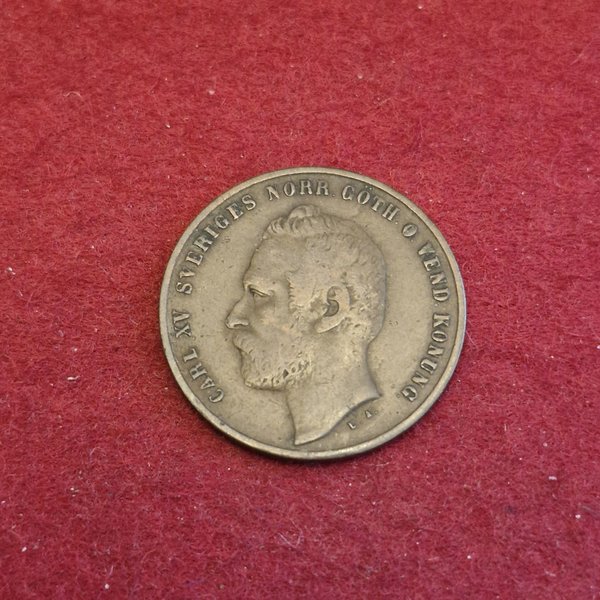 CARL XV SVERIGES NORR. GÖTH. O VEND KONUNG
L. A.